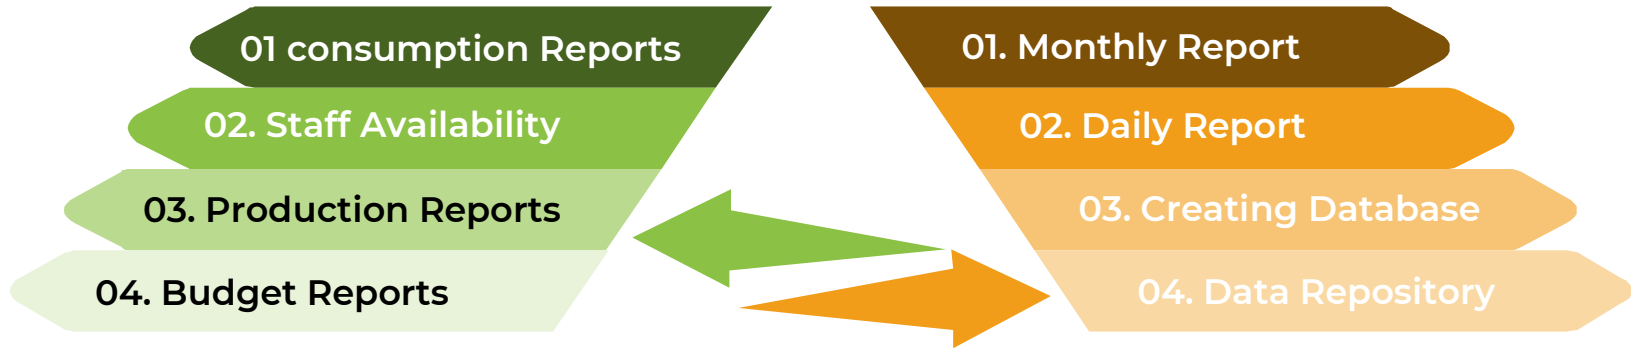 01 consumption Reports
02. Staff Availability
03. Production Reports
04. Budget Reports
01. Monthly Report
02. Daily Report
03. Creating Database
04. Data Repository